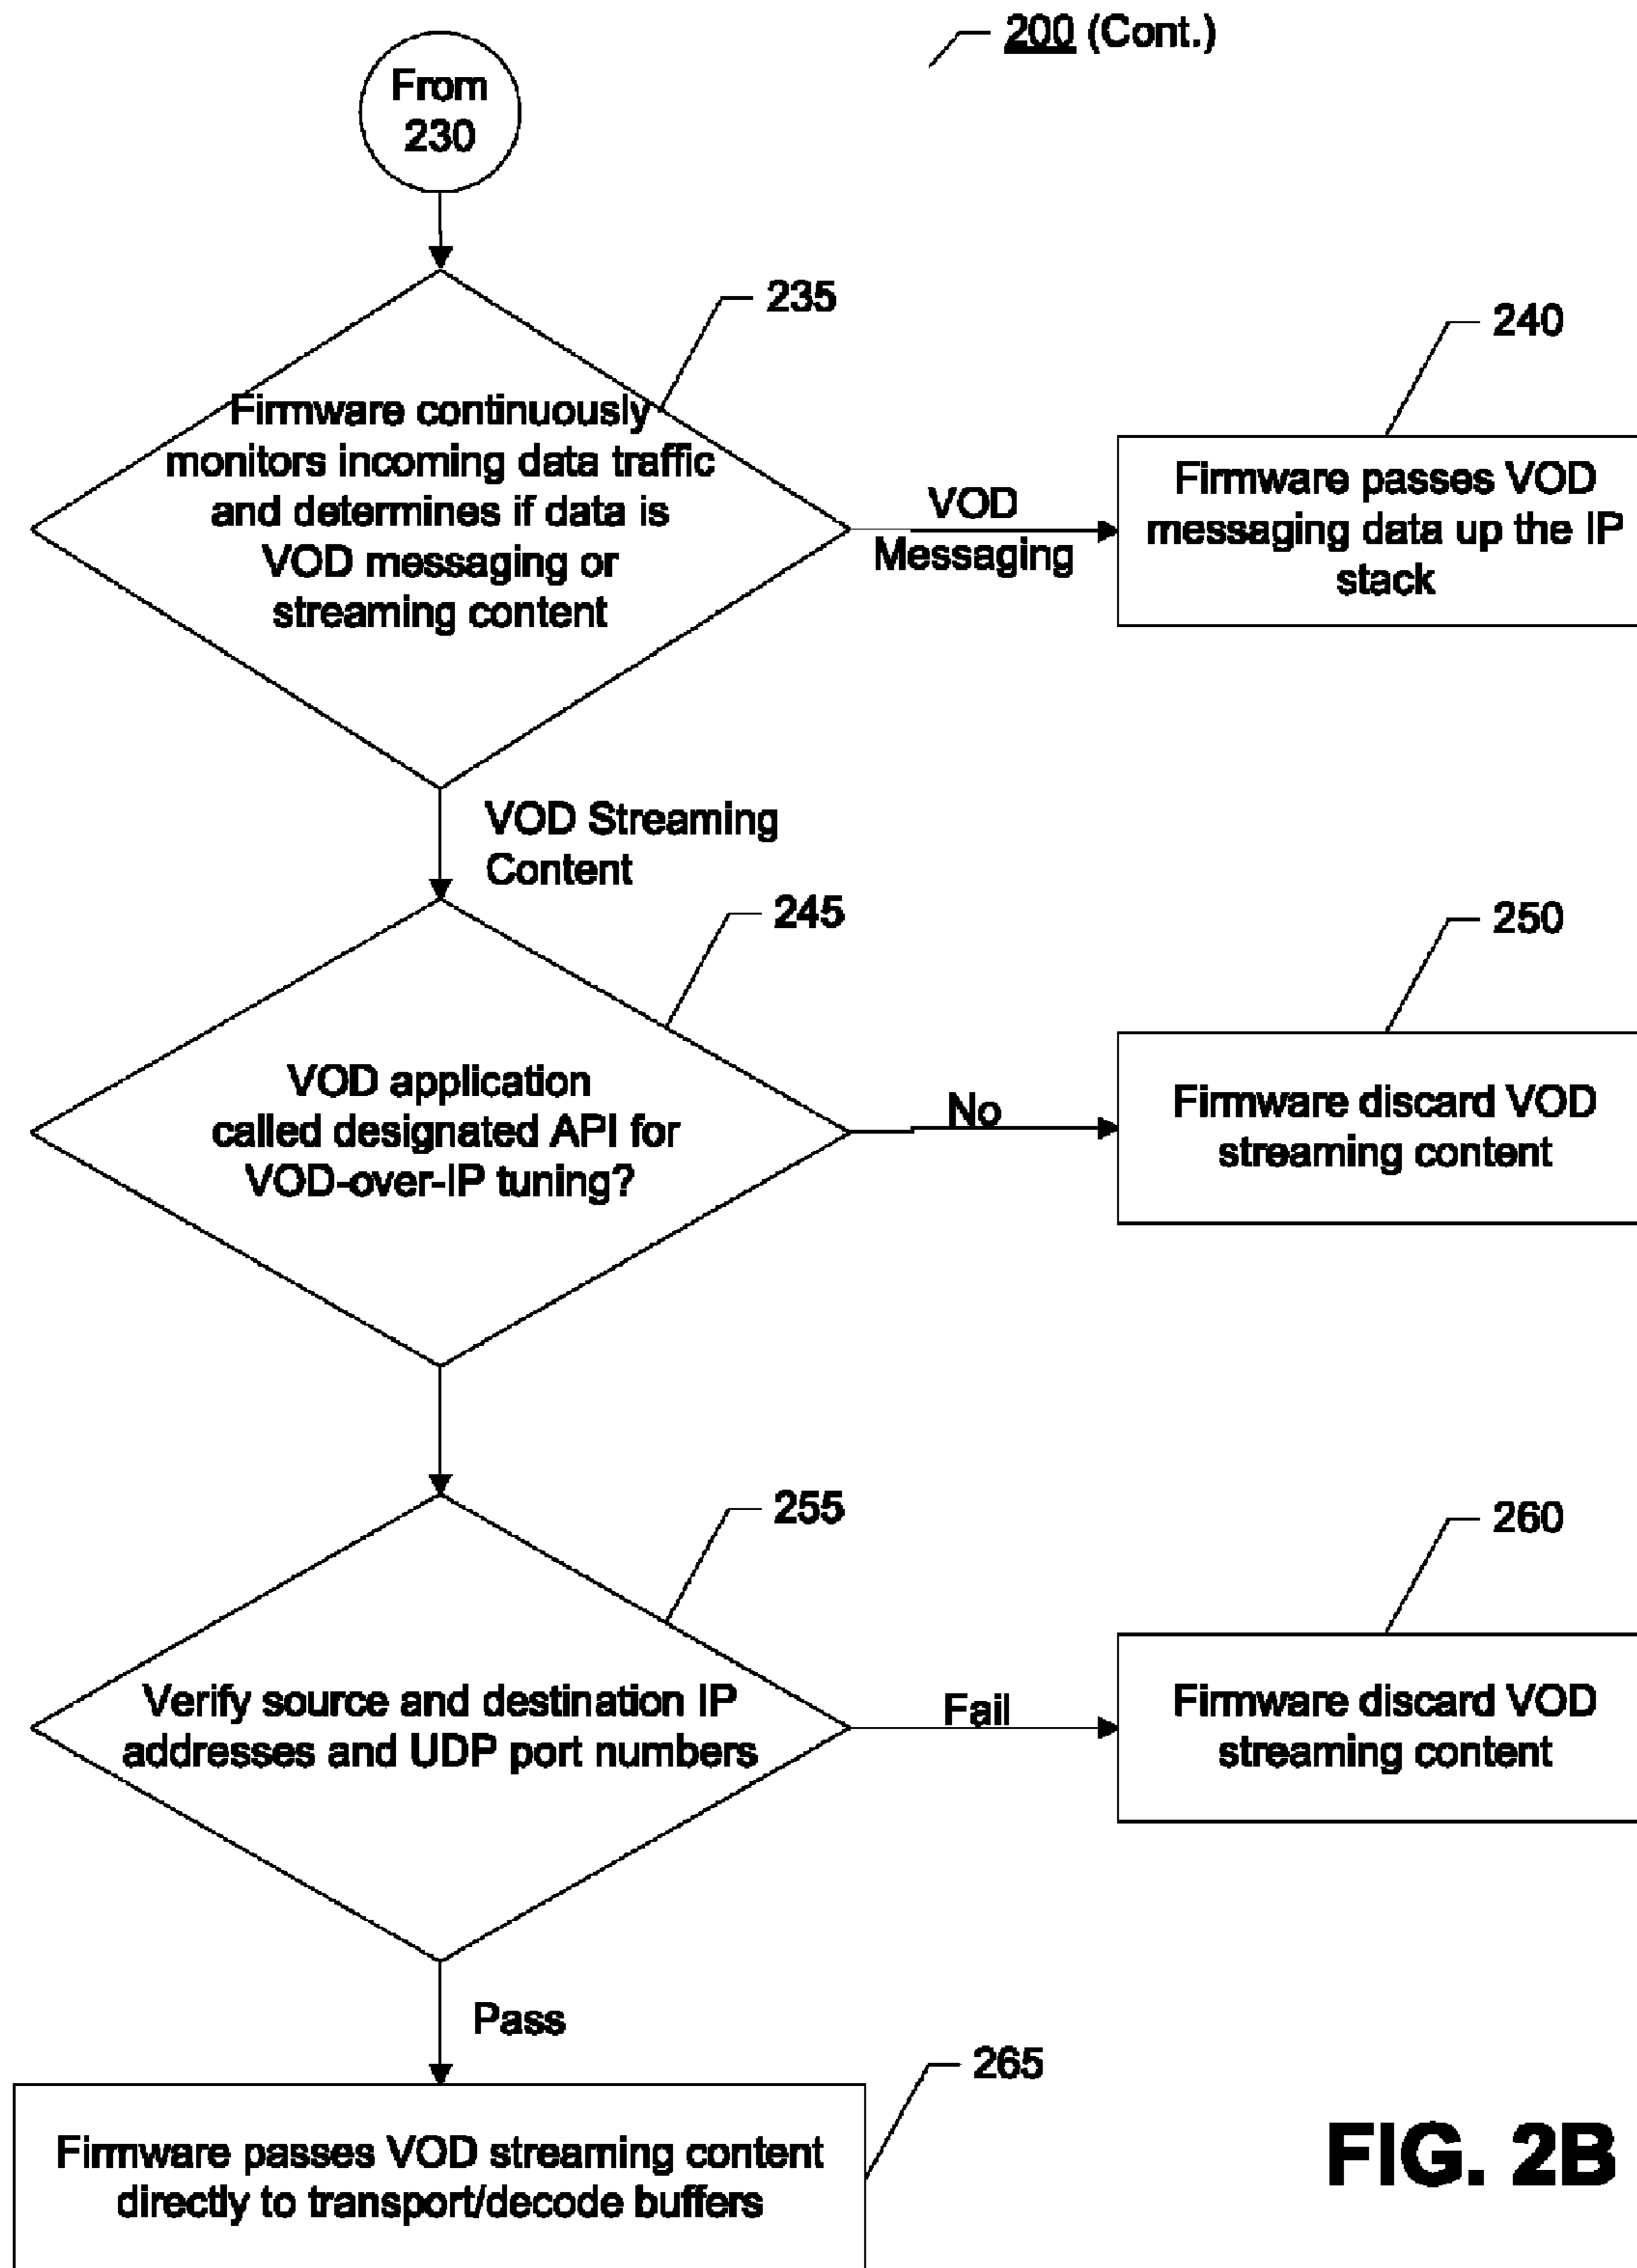 200 (Cont.)
From
230
235
Firmware continuously
monitors incoming data traffic
and determines if data is
VOD messaging or
streaming content
VOD
Messaging
240
Firmware passes VOD
messaging data up the IP
stack
VOD Streaming
Content
245
VOD application
called designated API for
VOD-over-IP tuning?
No
250
Firmware discard VOD
streaming content
255
Verify source and destination IP
addresses and UDP port numbers
Fail
260
Firmware discard VOD
streaming content
Pass
265
Firmware passes VOD streaming content
directly to transport/decode buffers
FIG. 2B